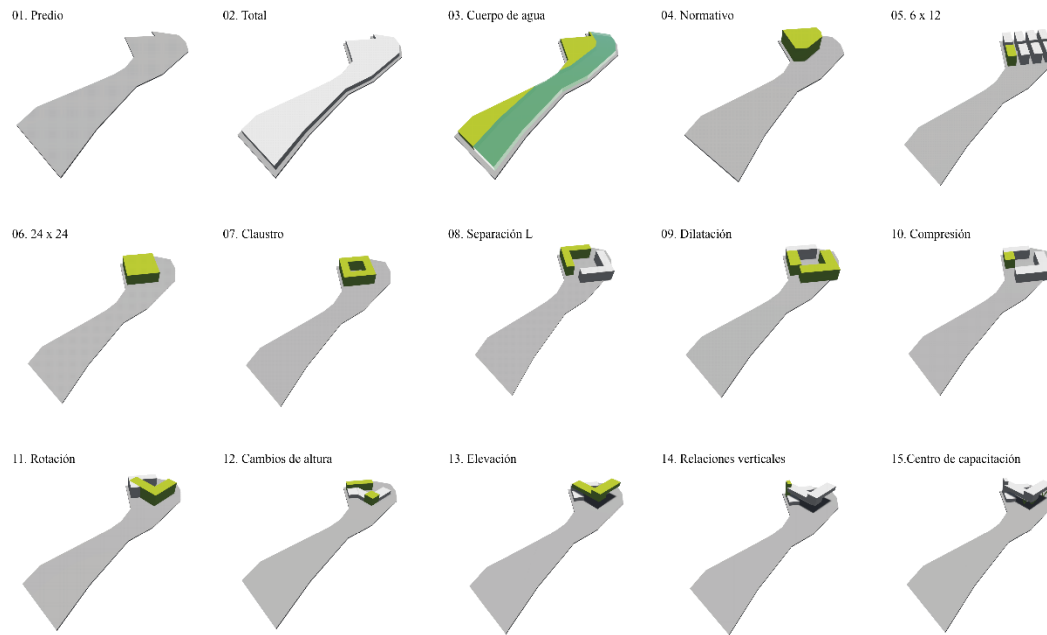 01. Predio
02. Total
03. Cuerpo de agua
04. Normativo
05. 6 x 12
06. 24 x 24
07. Claustro
08. Separación L
09. Dilatación
10. Compresión
11. Rotación
12. Cambios de altura
13. Elevación
14. Relaciones verticales
15.Centro de capacitación